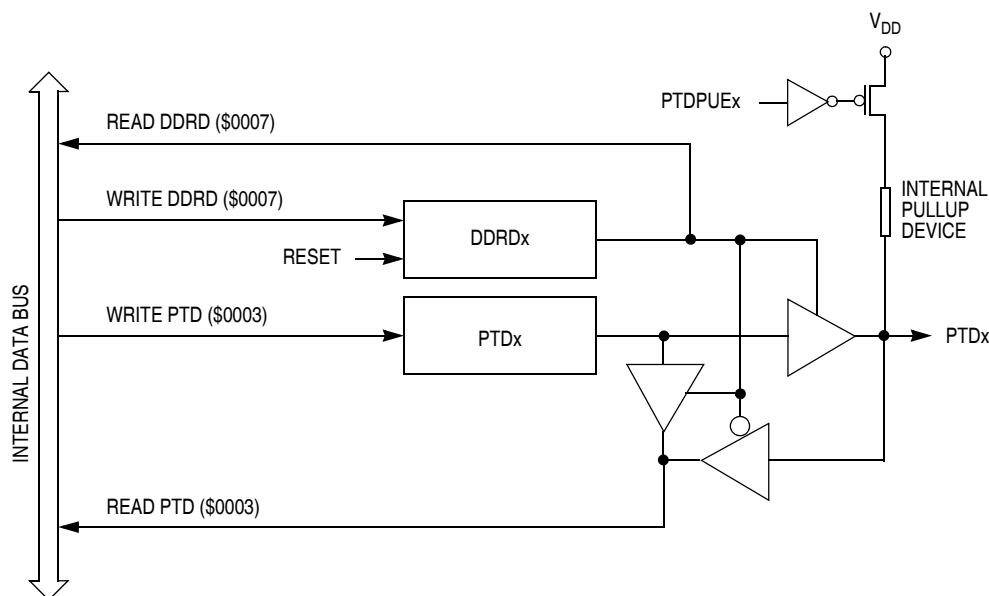 VDD
PTDPUEx
READ DDRD ($0007)
WRITE DDRD ($0007)
INTERNAL
PULLUP
DEVICE
DDRDx
RESET
WRITE PTD ($0003)
PTDx
PTDx
INTERNAL DATA BUS
READ PTD ($0003)